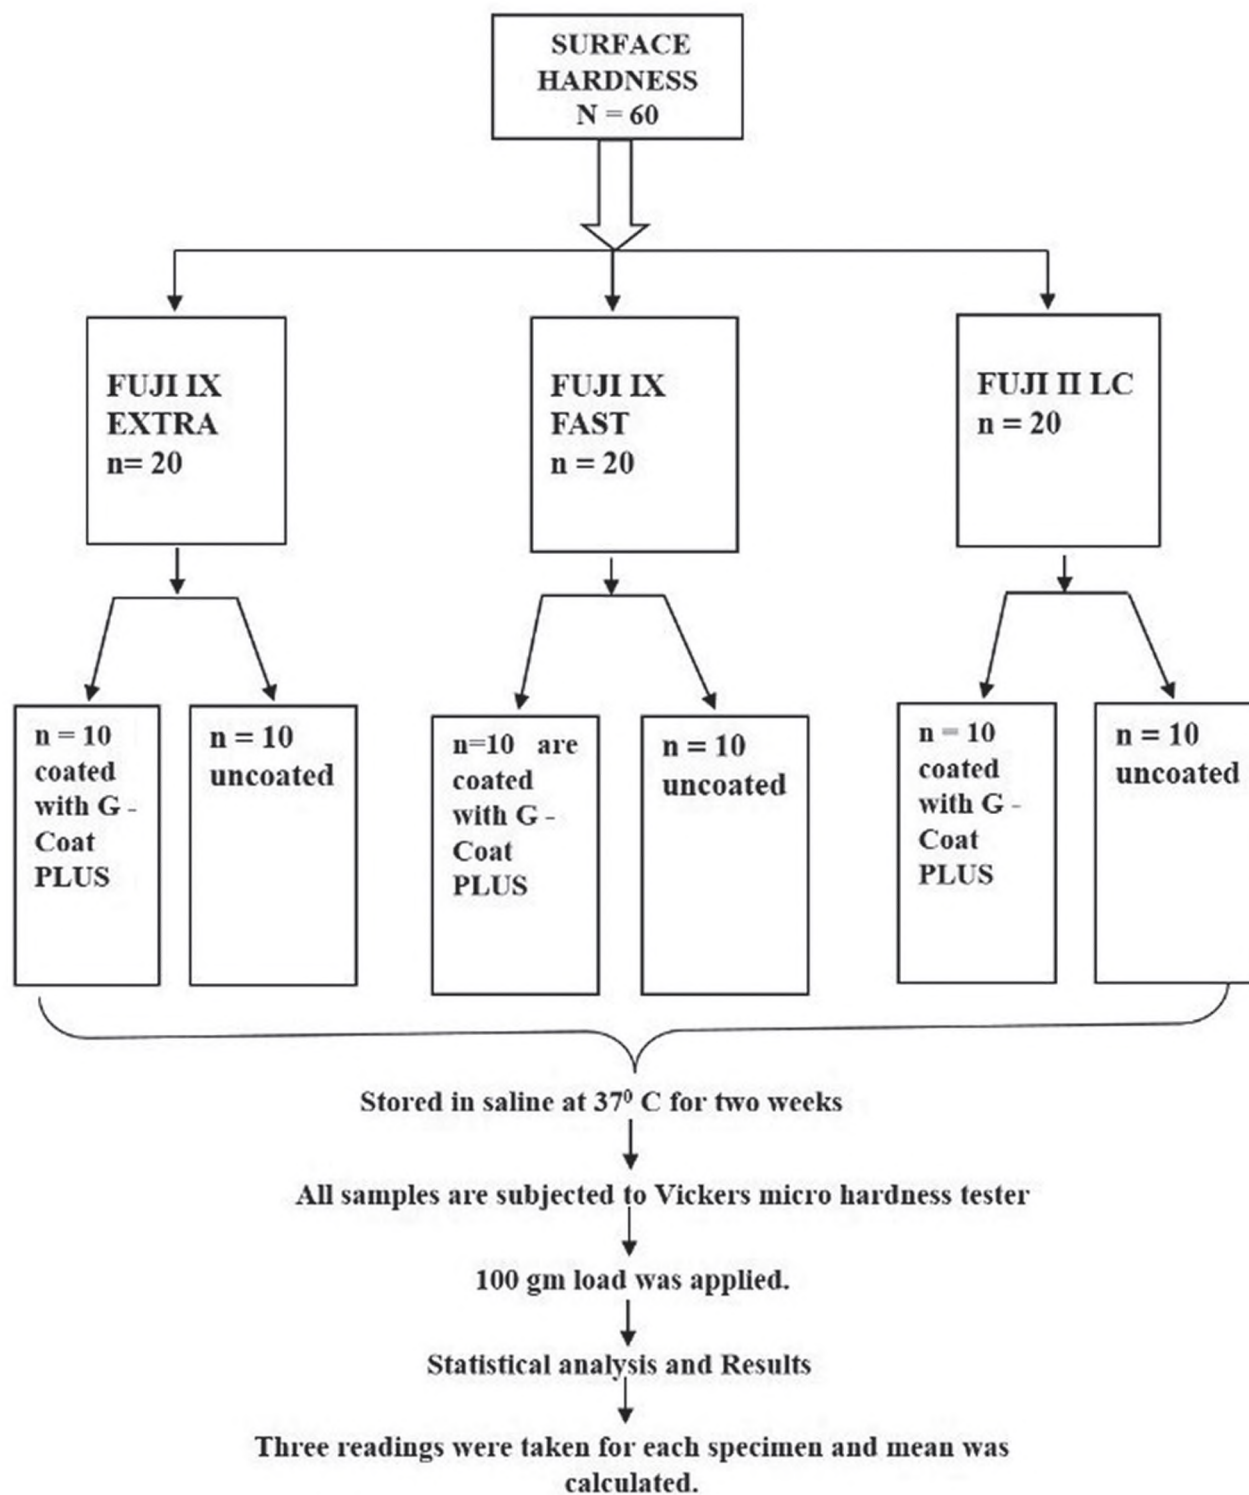 SURFACE
HARDNESS
N = 60
FUJI IX
EXTRA
n= 20
FUJI IX
FAST
n = 20
FUJI II LC
n = 20
n = 10
coated
with G -
Coat
PLUS
n = 10
uncoated
n=10 are
coated
with G -
Coat
PLUS
n = 10
uncoated
n = 10
coated
with G -
Coat
PLUS
n = 10
uncoated
Stored in saline at 37⁰ C for two weeks
All samples are subjected to Vickers micro hardness tester
100 gm load was applied.
Statistical analysis and Results
Three readings were taken for each specimen and mean was
calculated.